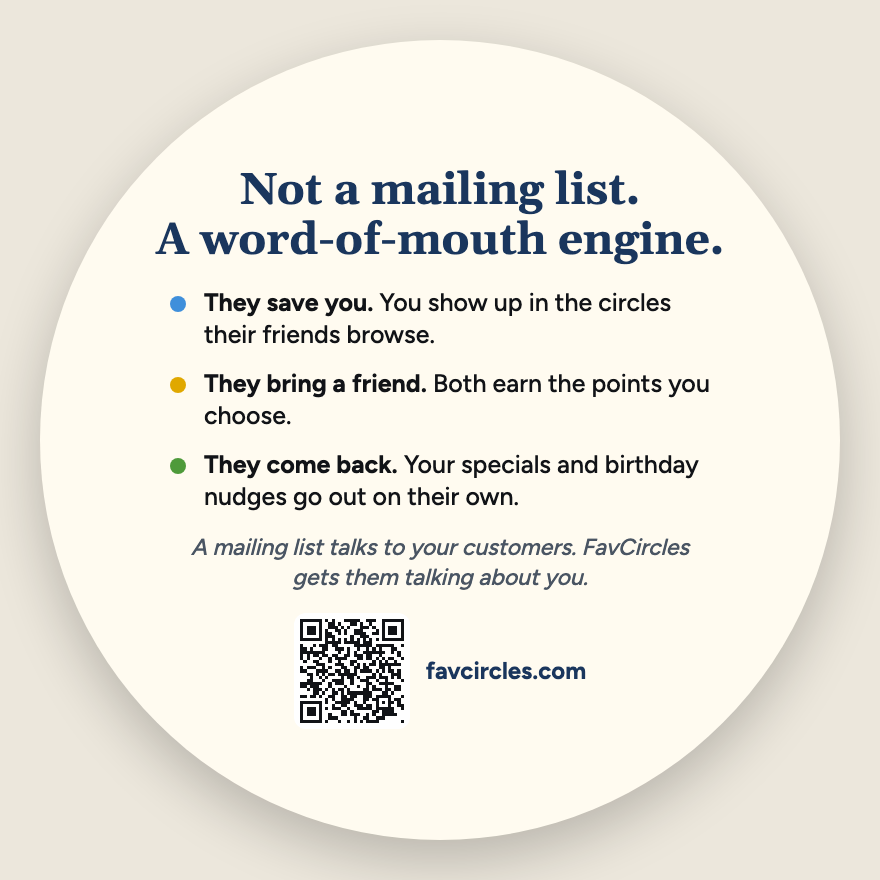 Not a mailing list.
A word-of-mouth engine.
They save you. You show up in the circles
their friends browse.
They bring a friend. Both earn the points you
choose.
They come back. Your specials and birthday
nudges go out on their own.
A mailing list talks to your customers. FavCircles
gets them talking about you.
favcircles.com